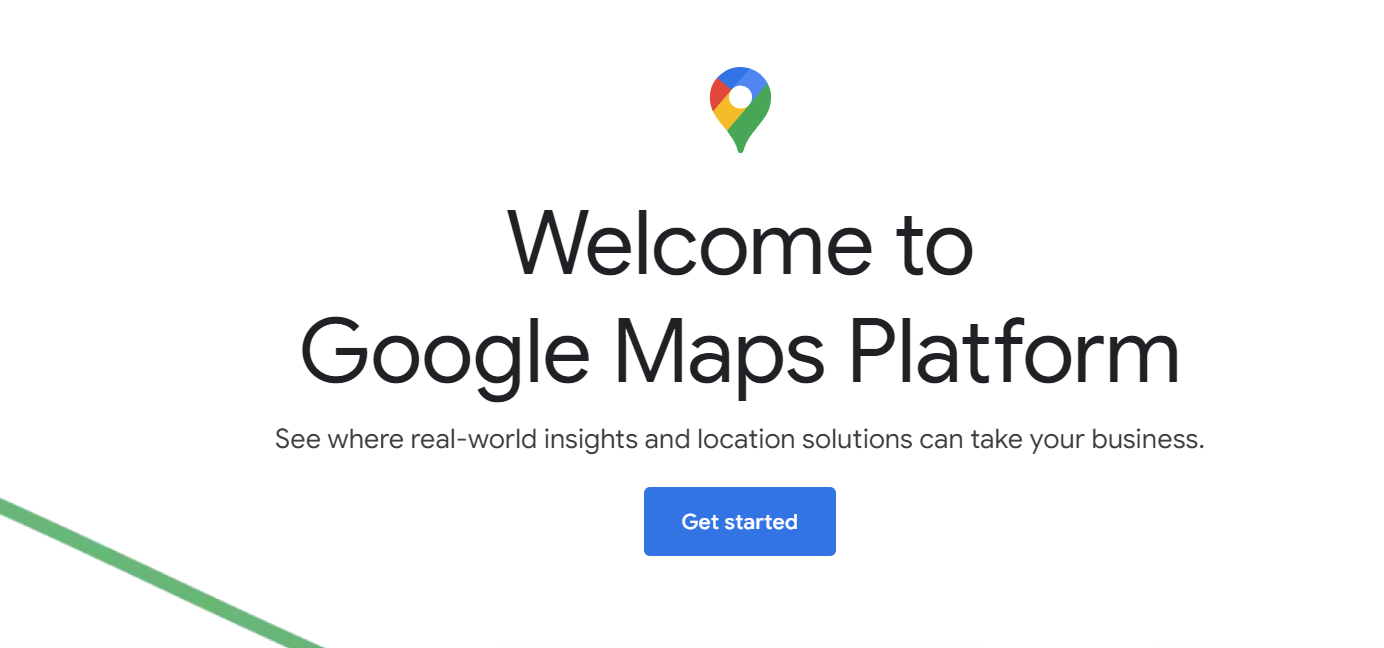 Welcome to
Google Maps Platform
See where real-world insights and location solutions can take your business.
Get started